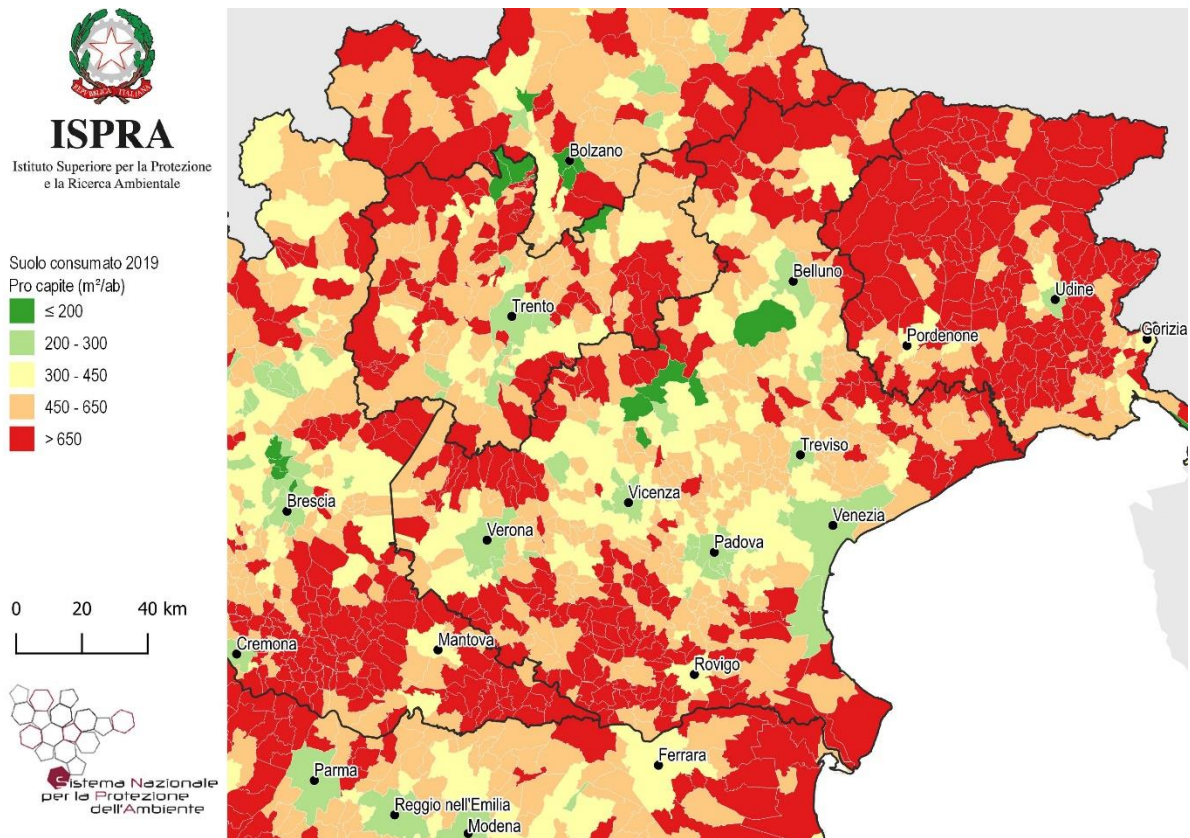 REPVBBLICA ITALIANA
ISPRA
Istituto Superiore per la Protezione
e la Ricerca Ambientale
Suolo consumato 2019
Pro capite (m²/ab)
≤ 200
200 - 300
300 - 450
450 - 650
> 650
0 20 40 km
Sistema Nazionale
per la Protezione
dell'Ambiente
Bolzano
Belluno
Trento
Udine
Gorizia
Pordenone
Treviso
Brescia
Vicenza
Venezia
Verona
Padova
Cremona
Mantova
Rovigo
Ferrara
Parma
Reggio nell'Emilia
Modena